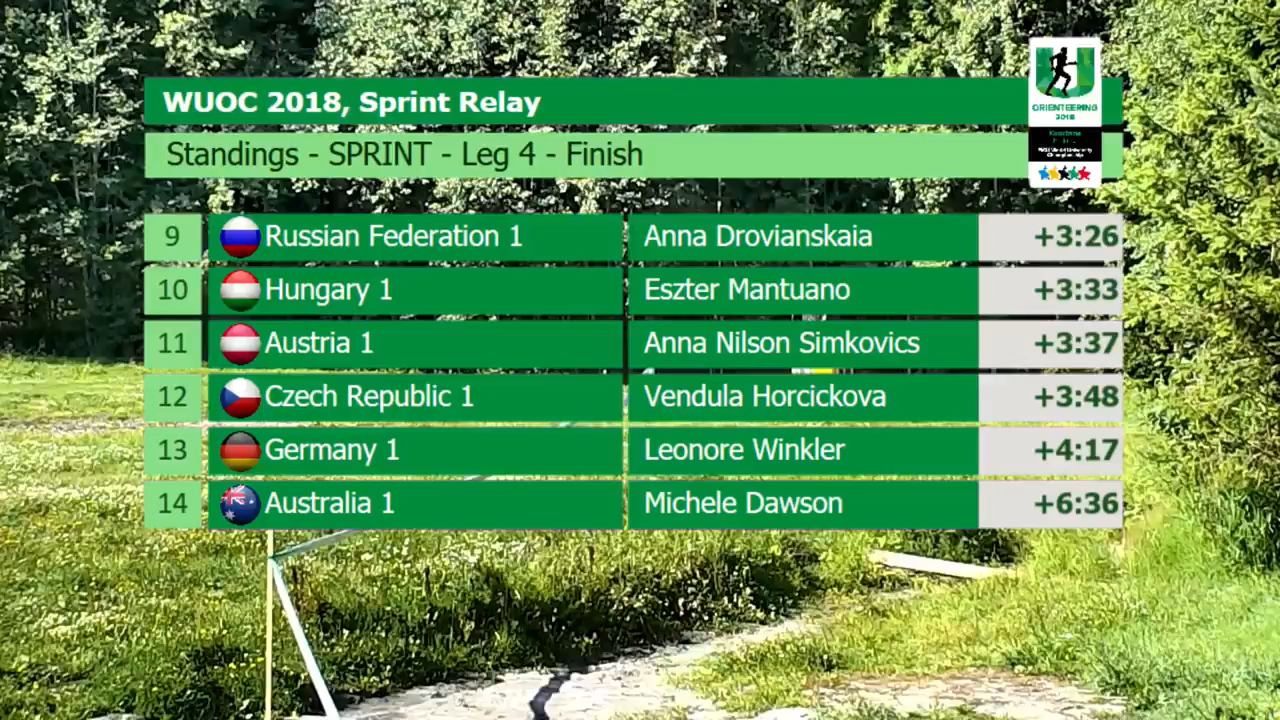 WUOC 2018, Sprint Relay
Standings - SPRINT - Leg 4 - Finish
ORIENTEERING
2018
9 Russian Federation 1 Anna Drovianskaia +3:26
10 Hungary 1 Eszter Mantuano +3:33
11 Austria 1 Anna Nilson Simkovics +3:37
12 Czech Republic 1 Vendula Horcickova +3:48
13 Germany 1 Leonore Winkler +4:17
14 Australia 1 Michele Dawson +6:36